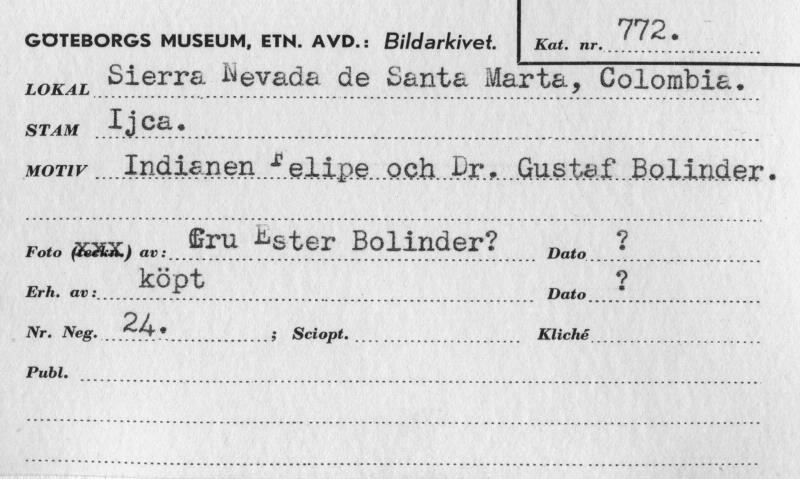 GÖTEBORGS MUSEUM, ETN. AVD.: Bildarkivet. Kat. nr. 772.
LOKAL Sierra Nevada de Santa Marta, Colombia.
STAM Ijca.
MOTIV Indianen Felipe och Dr. Gustaf Bolinder.
Foto (teckn.) av: Fru Ester Bolinder? Dato ?
Erh. av: köpt Dato ?
Nr. Neg. 24. ; Sciopt. Kliché
Publ.